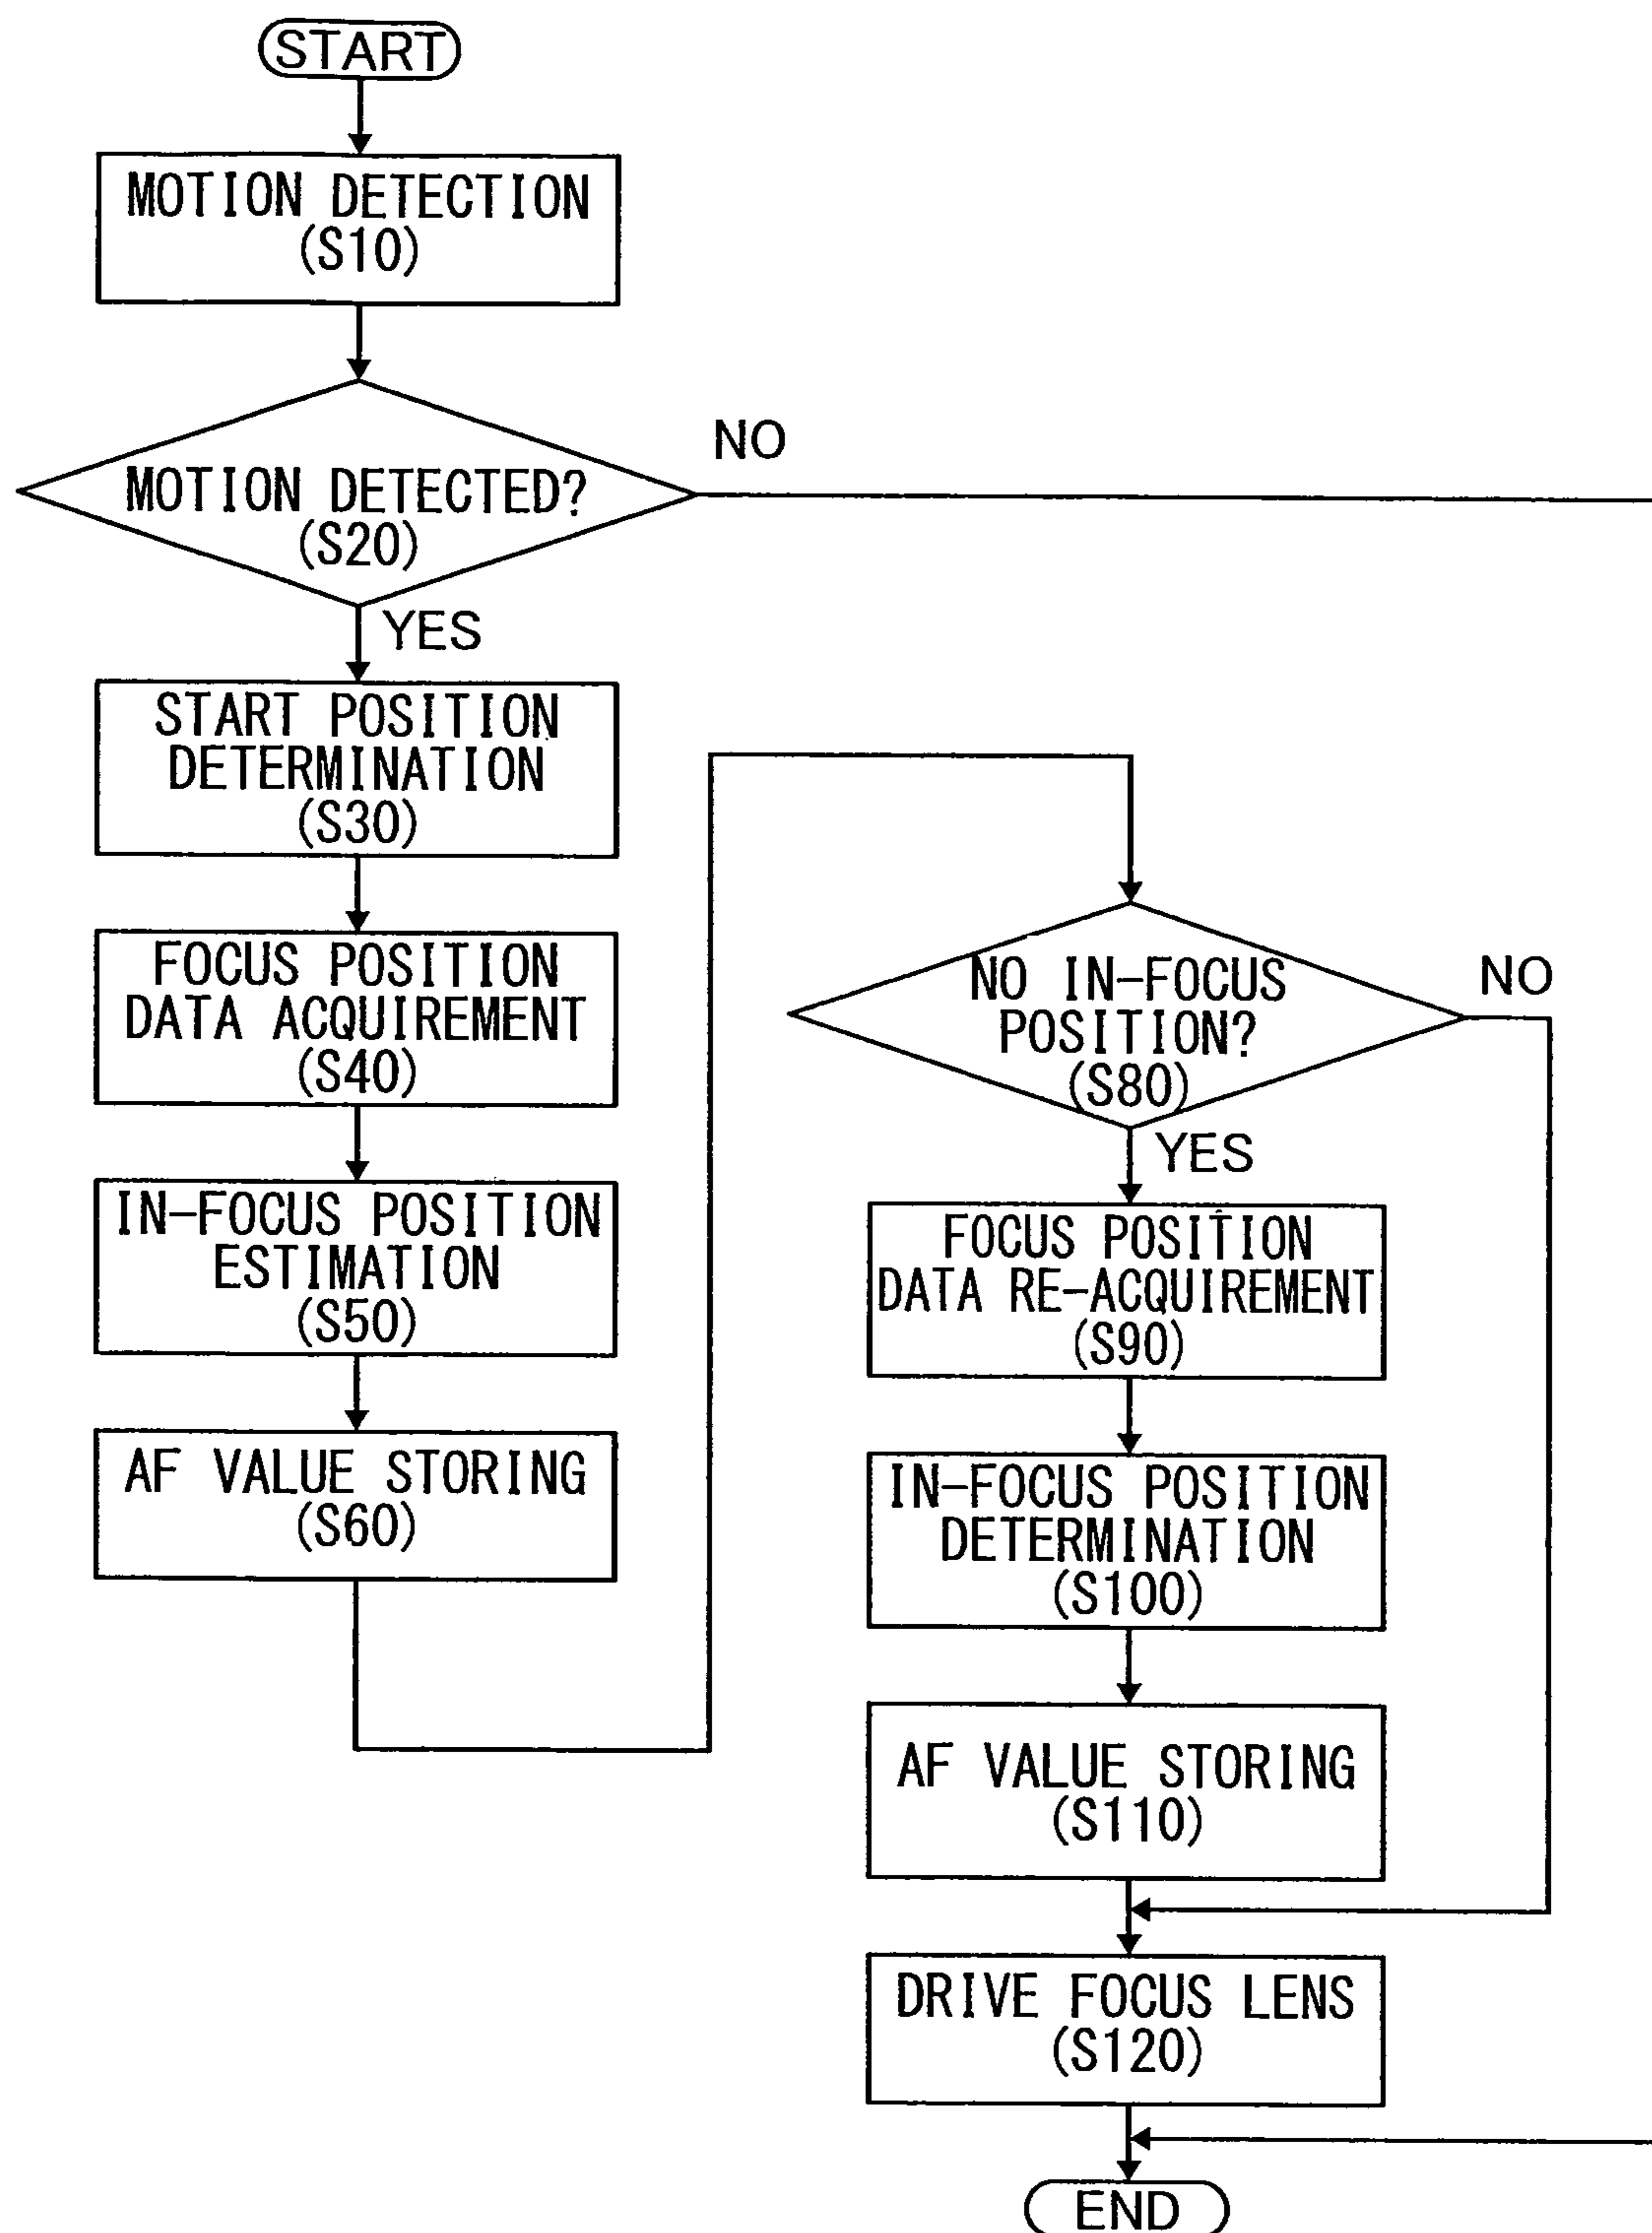 START
MOTION DETECTION
(S10)
MOTION DETECTED?
(S20)
NO
YES
START POSITION
DETERMINATION
(S30)
FOCUS POSITION
DATA ACQUIREMENT
(S40)
IN-FOCUS POSITION
ESTIMATION
(S50)
AF VALUE STORING
(S60)
NO IN-FOCUS
POSITION?
(S80)
NO
YES
FOCUS POSITION
DATA RE-ACQUIREMENT
(S90)
IN-FOCUS POSITION
DETERMINATION
(S100)
AF VALUE STORING
(S110)
DRIVE FOCUS LENS
(S120)
END